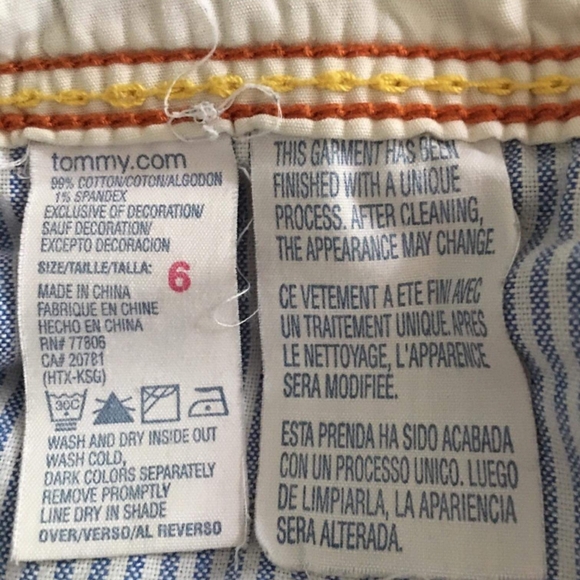 tommy.com
99% COTTON/COTON/ALGODON
1% SPANDEX
EXCLUSIVE OF DECORATION/
SAUF DECORATION/
EXCEPTO DECORACION
SIZE/TAILLE/TALLA: 6
MADE IN CHINA
FABRIQUE EN CHINE
HECHO EN CHINA
RN# 77806
CA# 20781
(HTX-KSG)
30C
WASH AND DRY INSIDE OUT
WASH COLD,
DARK COLORS SEPARATELY
REMOVE PROMPTLY
LINE DRY IN SHADE
OVER/VERSO/AL REVERSO
THIS GARMENT HAS BEEN
FINISHED WITH A UNIQUE
PROCESS. AFTER CLEANING,
THE APPEARANCE MAY CHANGE
CE VETEMENT A ETE FINI AVEC
UN TRAITEMENT UNIQUE. APRES
LE NETTOYAGE, L'APPARENCE
SERA MODIFIEE.
ESTA PRENDA HA SIDO ACABADA
CON UN PROCESO UNICO. LUEGO
DE LIMPIARLA, LA APARIENCIA
SERA ALTERADA.